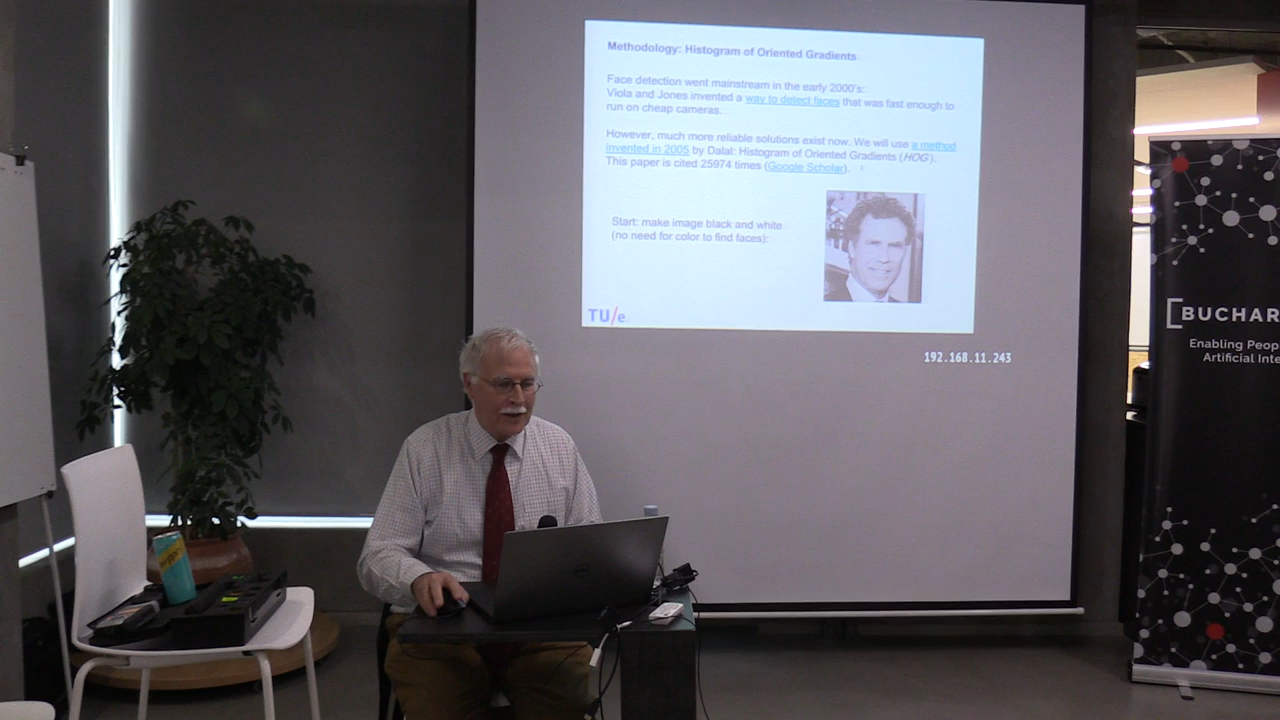 Methodology: Histogram of Oriented Gradients
Face detection went mainstream in the early 2000's:
Viola and Jones invented a way to detect faces that was fast enough to
run on cheap cameras.
However, much more reliable solutions exist now. We will use a method
invented in 2005 by Dalal: Histogram of Oriented Gradients (HOG).
This paper is cited 25974 times (Google Scholar).
Start: make image black and white
(no need for color to find faces):
TU/e
192.168.11.243
[BUCHAR
Enabling Peop
Artificial Inte